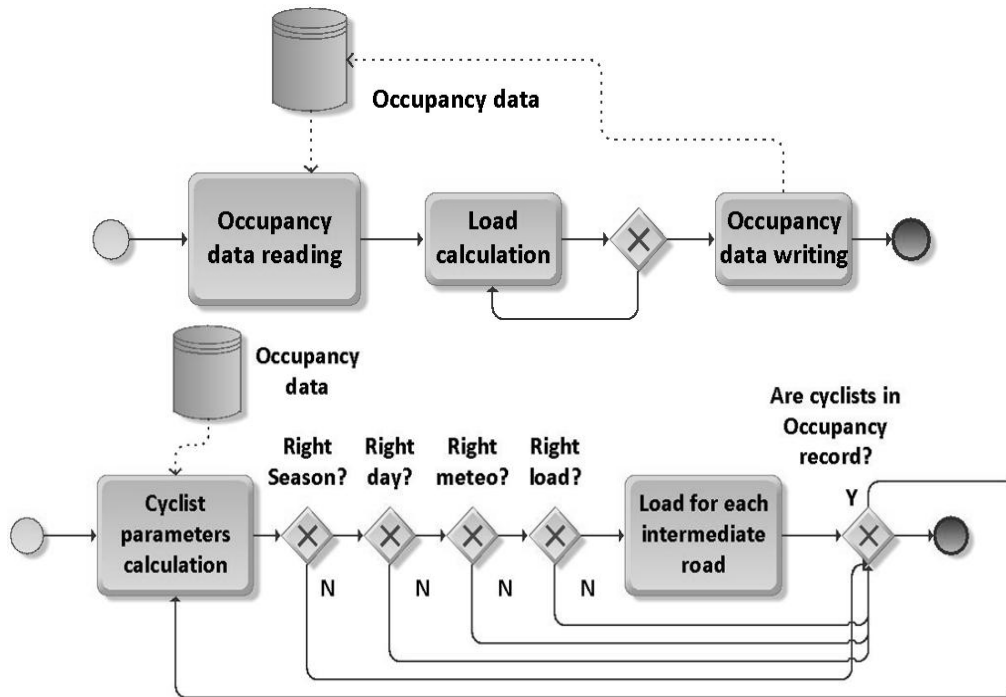 Occupancy data
Occupancy
data reading
Load
calculation
Occupancy
data writing
Occupancy
data
Are cyclists in
Occupancy
record?
Right
Season?
Right
day?
Right
meteo?
Right
load?
Cyclist
parameters
calculation
Load for each
intermediate
road
Y
N
N
N
N